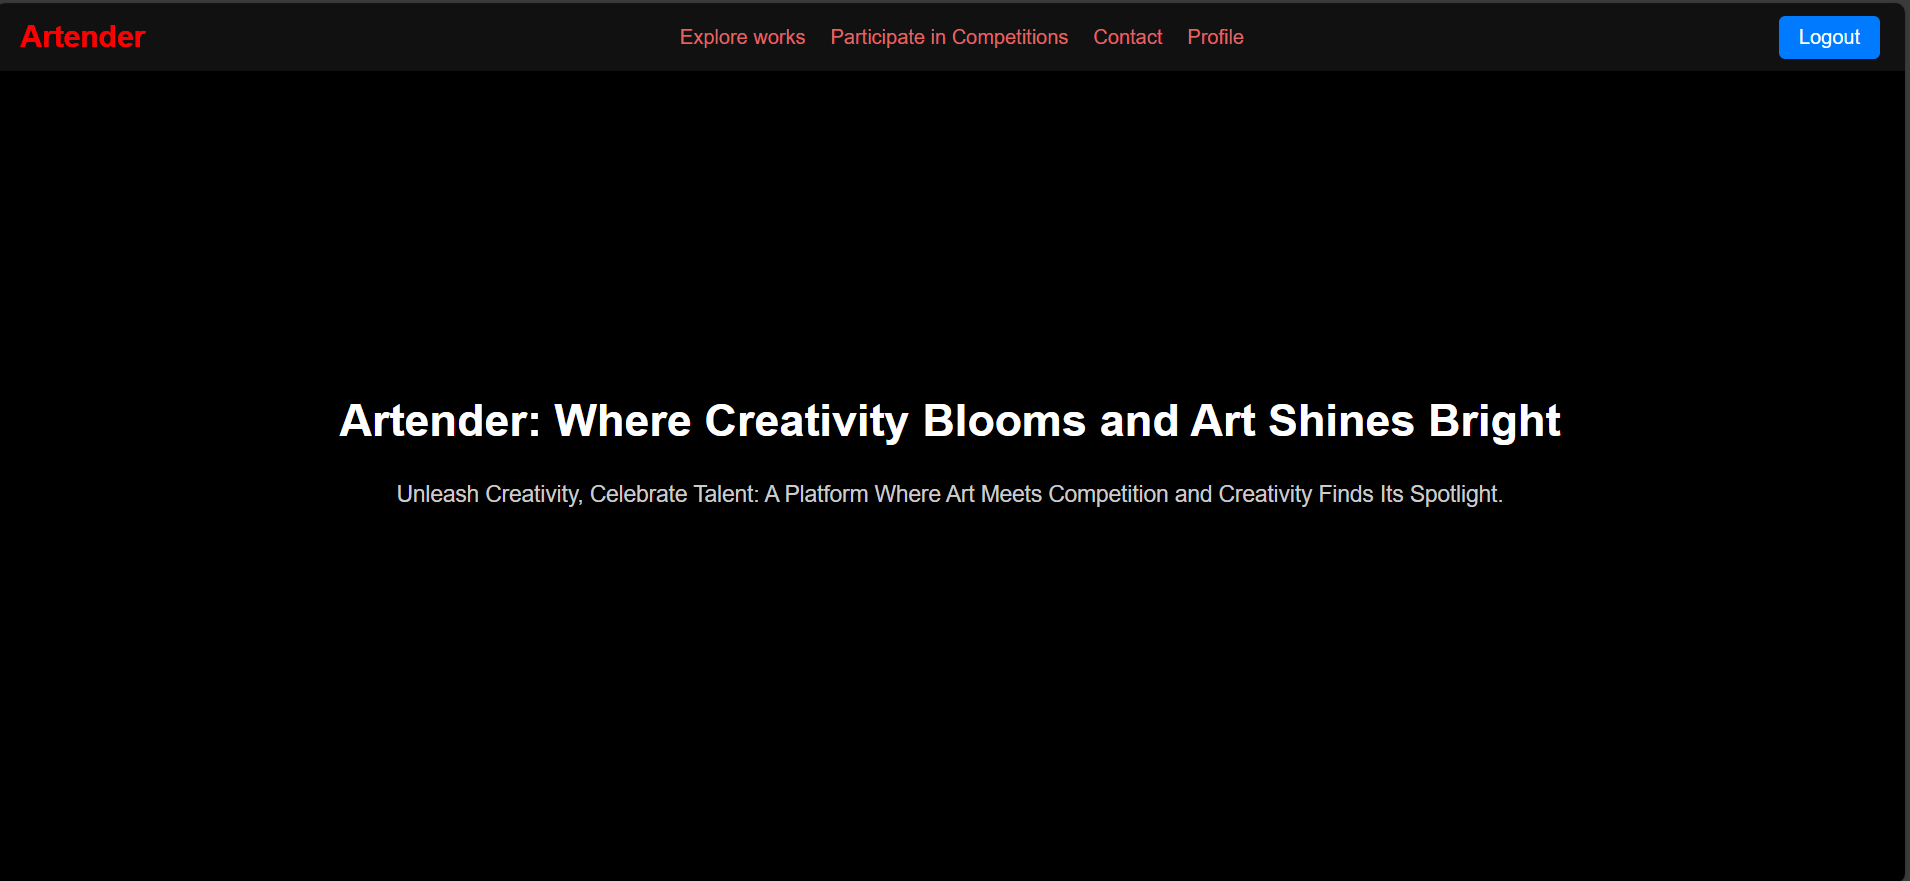 Artender
Explore works
Participate in Competitions
Contact
Profile
Logout
Artender: Where Creativity Blooms and Art Shines Bright
Unleash Creativity, Celebrate Talent: A Platform Where Art Meets Competition and Creativity Finds Its Spotlight.